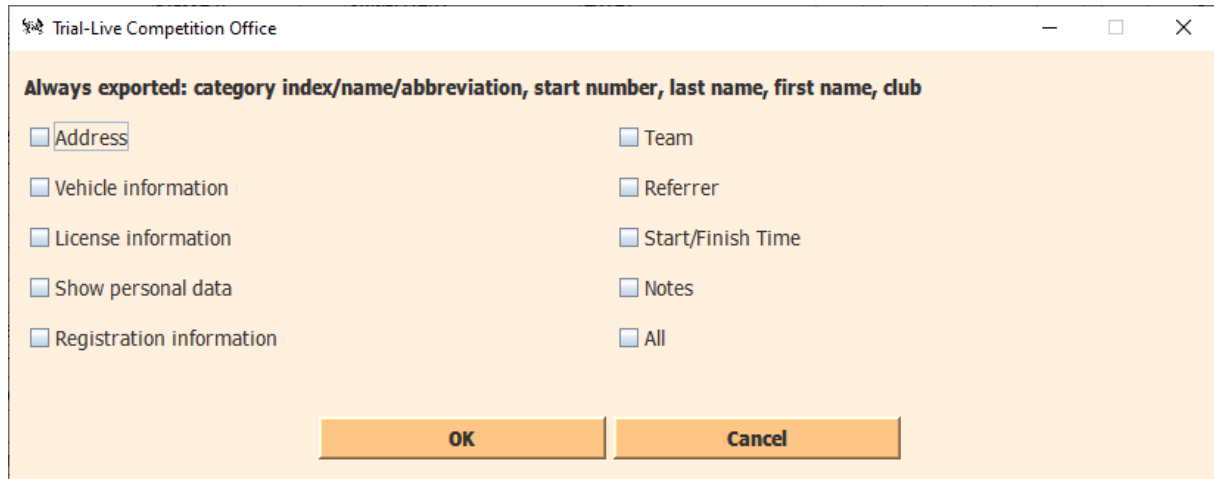 Trial-Live Competition Office
Always exported: category index/name/abbreviation, start number, last name, first name, club
Address
Team
Vehicle information
Referrer
License information
Start/Finish Time
Show personal data
Notes
Registration information
All
OK
Cancel